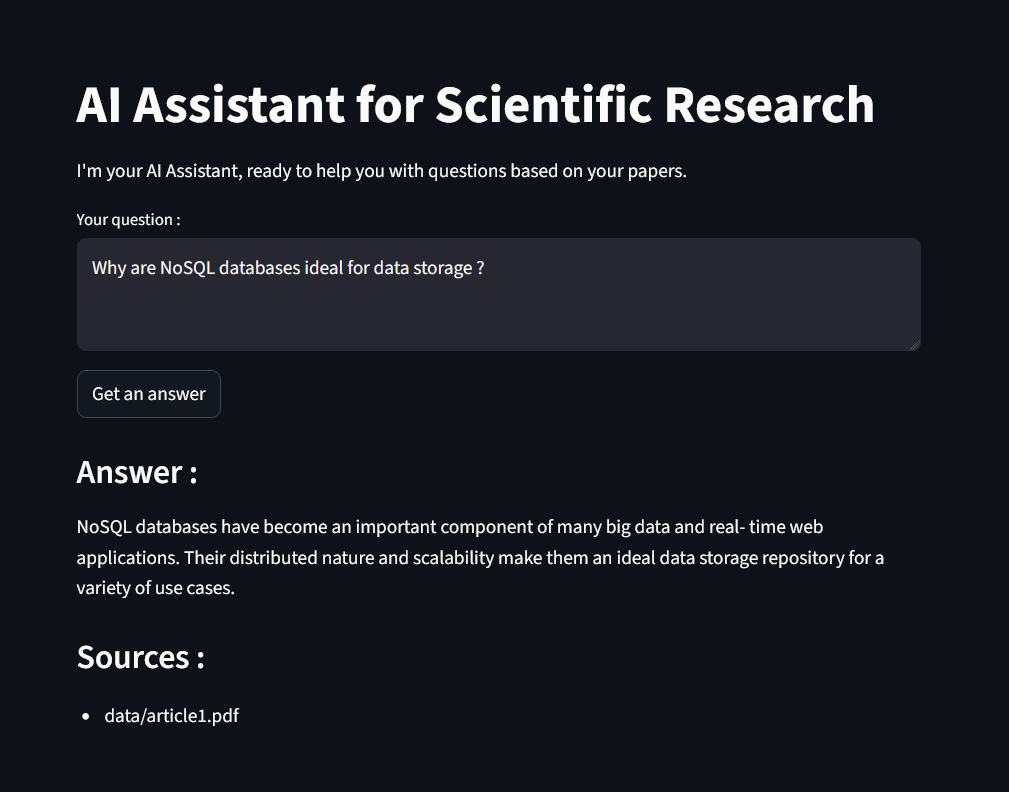 AI Assistant for Scientific Research
I'm your AI Assistant, ready to help you with questions based on your papers.
Your question :
Why are NoSQL databases ideal for data storage ?
Get an answer
Answer :
NoSQL databases have become an important component of many big data and real- time web
applications. Their distributed nature and scalability make them an ideal data storage repository for a
variety of use cases.
Sources :
• data/article1.pdf